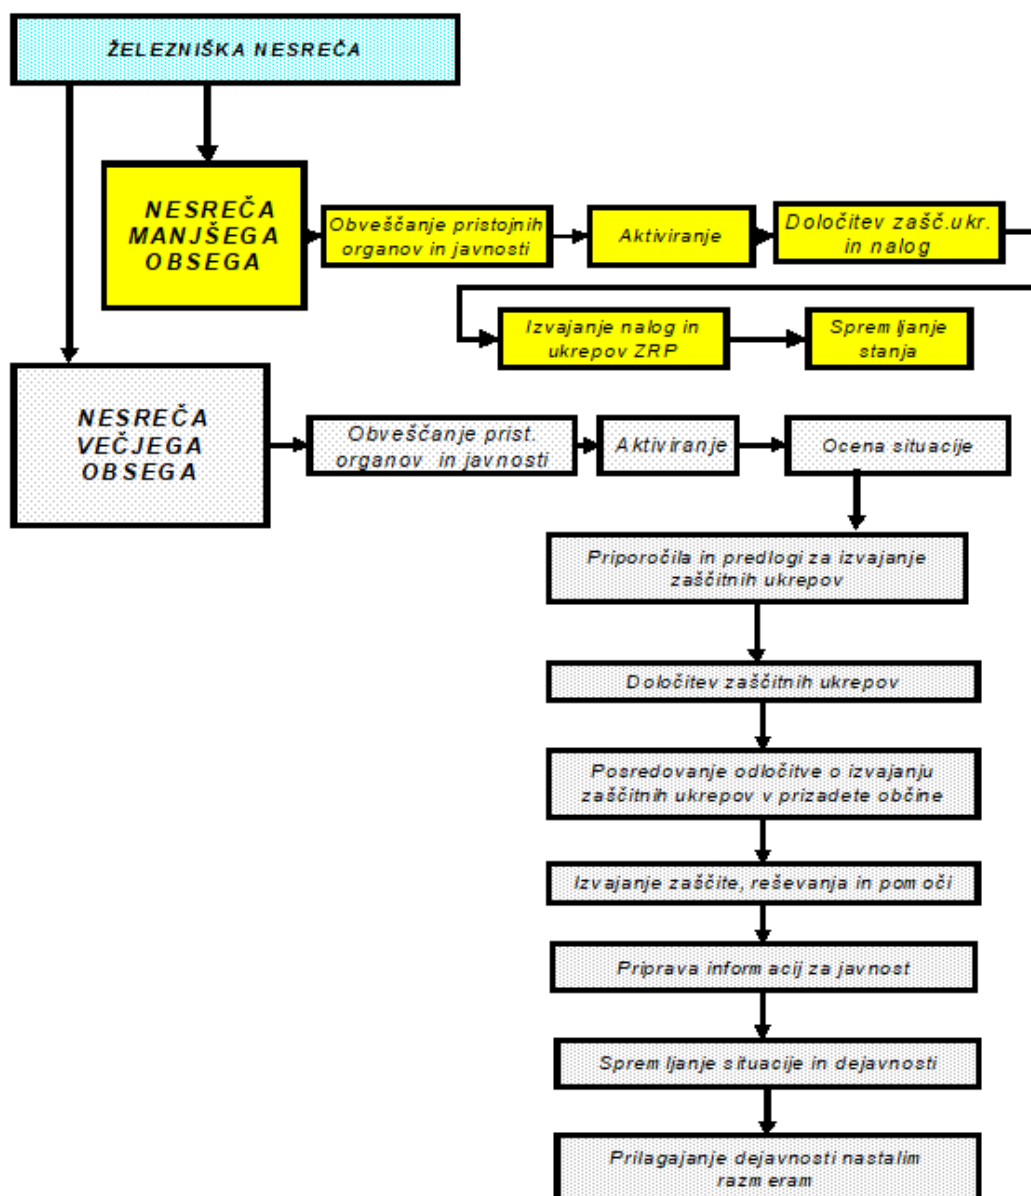 ŽELEZNIŠKA NESREČA
NESREČA
MANJŠEGA
OBSEGA
Obveščanje pristojnih
organov in javnosti
Aktiviranje
Določitev zašč.ukr.
in nalog
Izvajanje nalog in
ukrepov ZRP
Spremljanje
stanja
NESREČA
VEČJEGA
OBSEGA
Obveščanje prist.
organov in javnosti
Aktiviranje
Ocena situacije
Priporočila in predlogi za izvajanje
zaščitnih ukrepov
Določitev zaščitnih ukrepov
Posredovanje odločitve o izvajanju
zaščitnih ukrepov v prizadete občine
Izvajanje zaščite, reševanja in pomoči
Priprava informacij za javnost
Spremljanje situacije in dejavnosti
Prilagajanje dejavnosti nastalim
razmeram